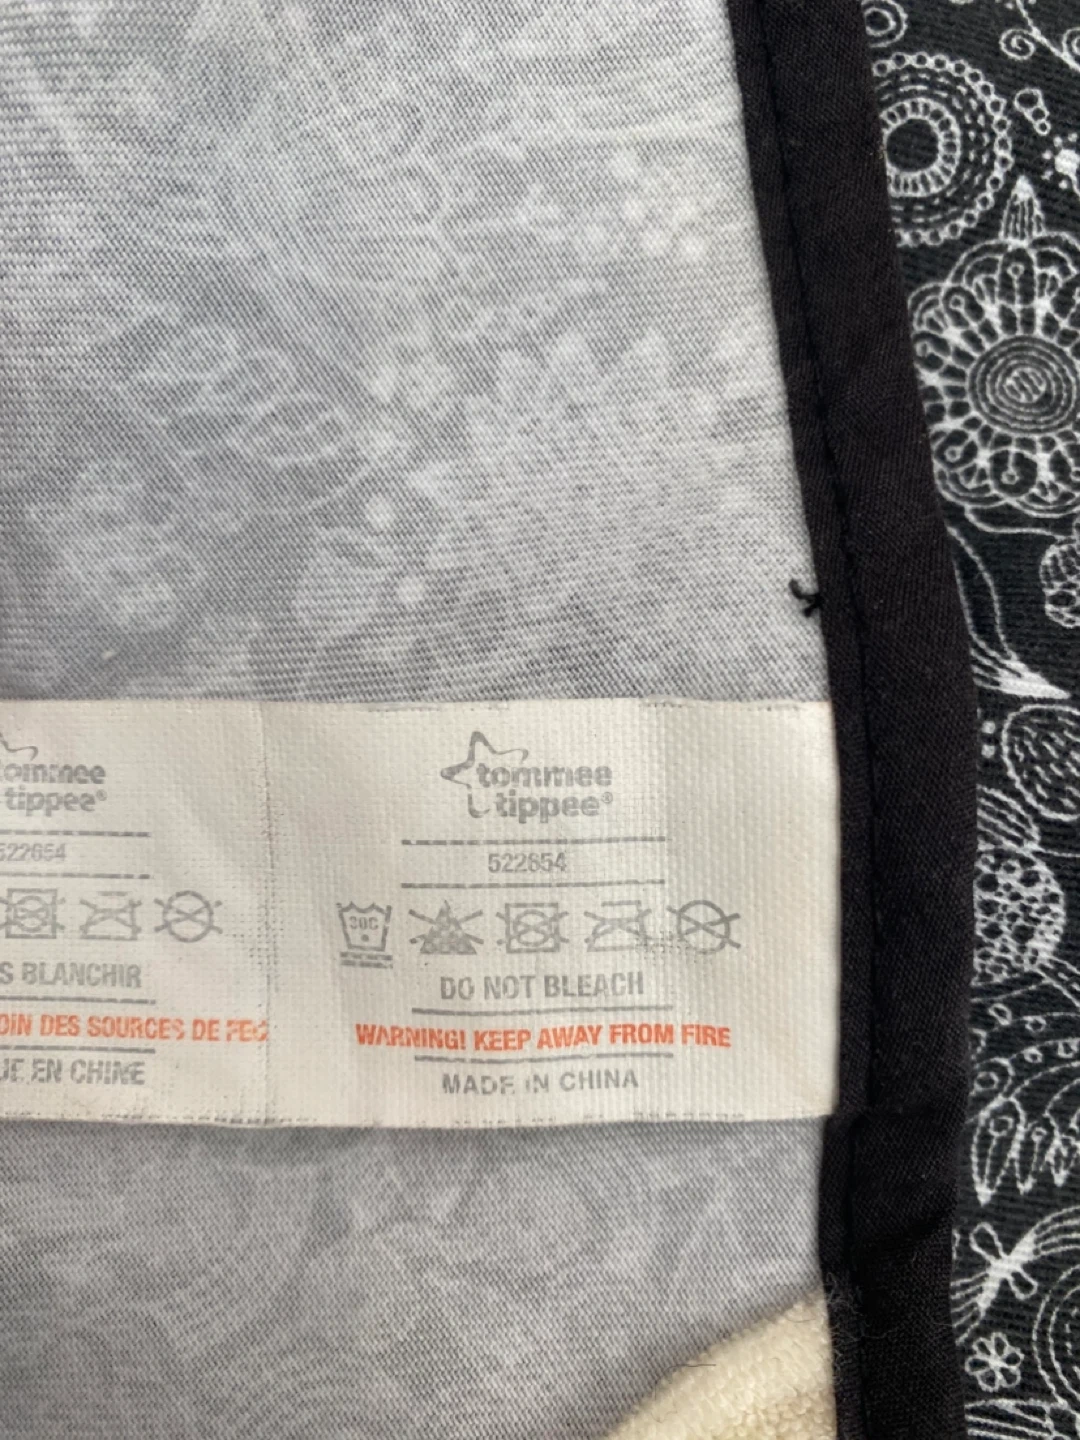 ommee
tippee®
522654
S BLANCHIR
OIN DES SOURCES DE FEU
UE EN CHINE
tommee
tippee®
522654
30C
DO NOT BLEACH
WARNING! KEEP AWAY FROM FIRE
MADE IN CHINA